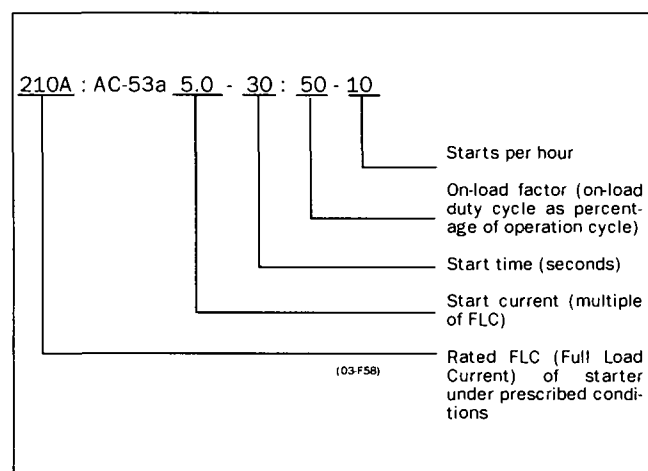 210A : AC-53a 5.0 - 30 : 50 - 10
Starts per hour
On-load factor (on-load
duty cycle as percent-
age of operation cycle)
Start time (seconds)
Start current (multiple
of FLC)
(03-F58)
Rated FLC (Full Load
Current) of starter
under prescribed condi-
tions